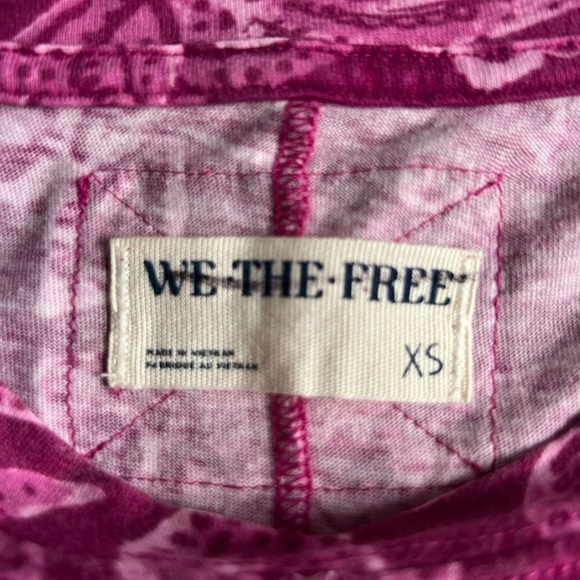 WE·THE·FREE
XS
MADE IN VIETNAM
FABRIQUÉ AU VIETNAM